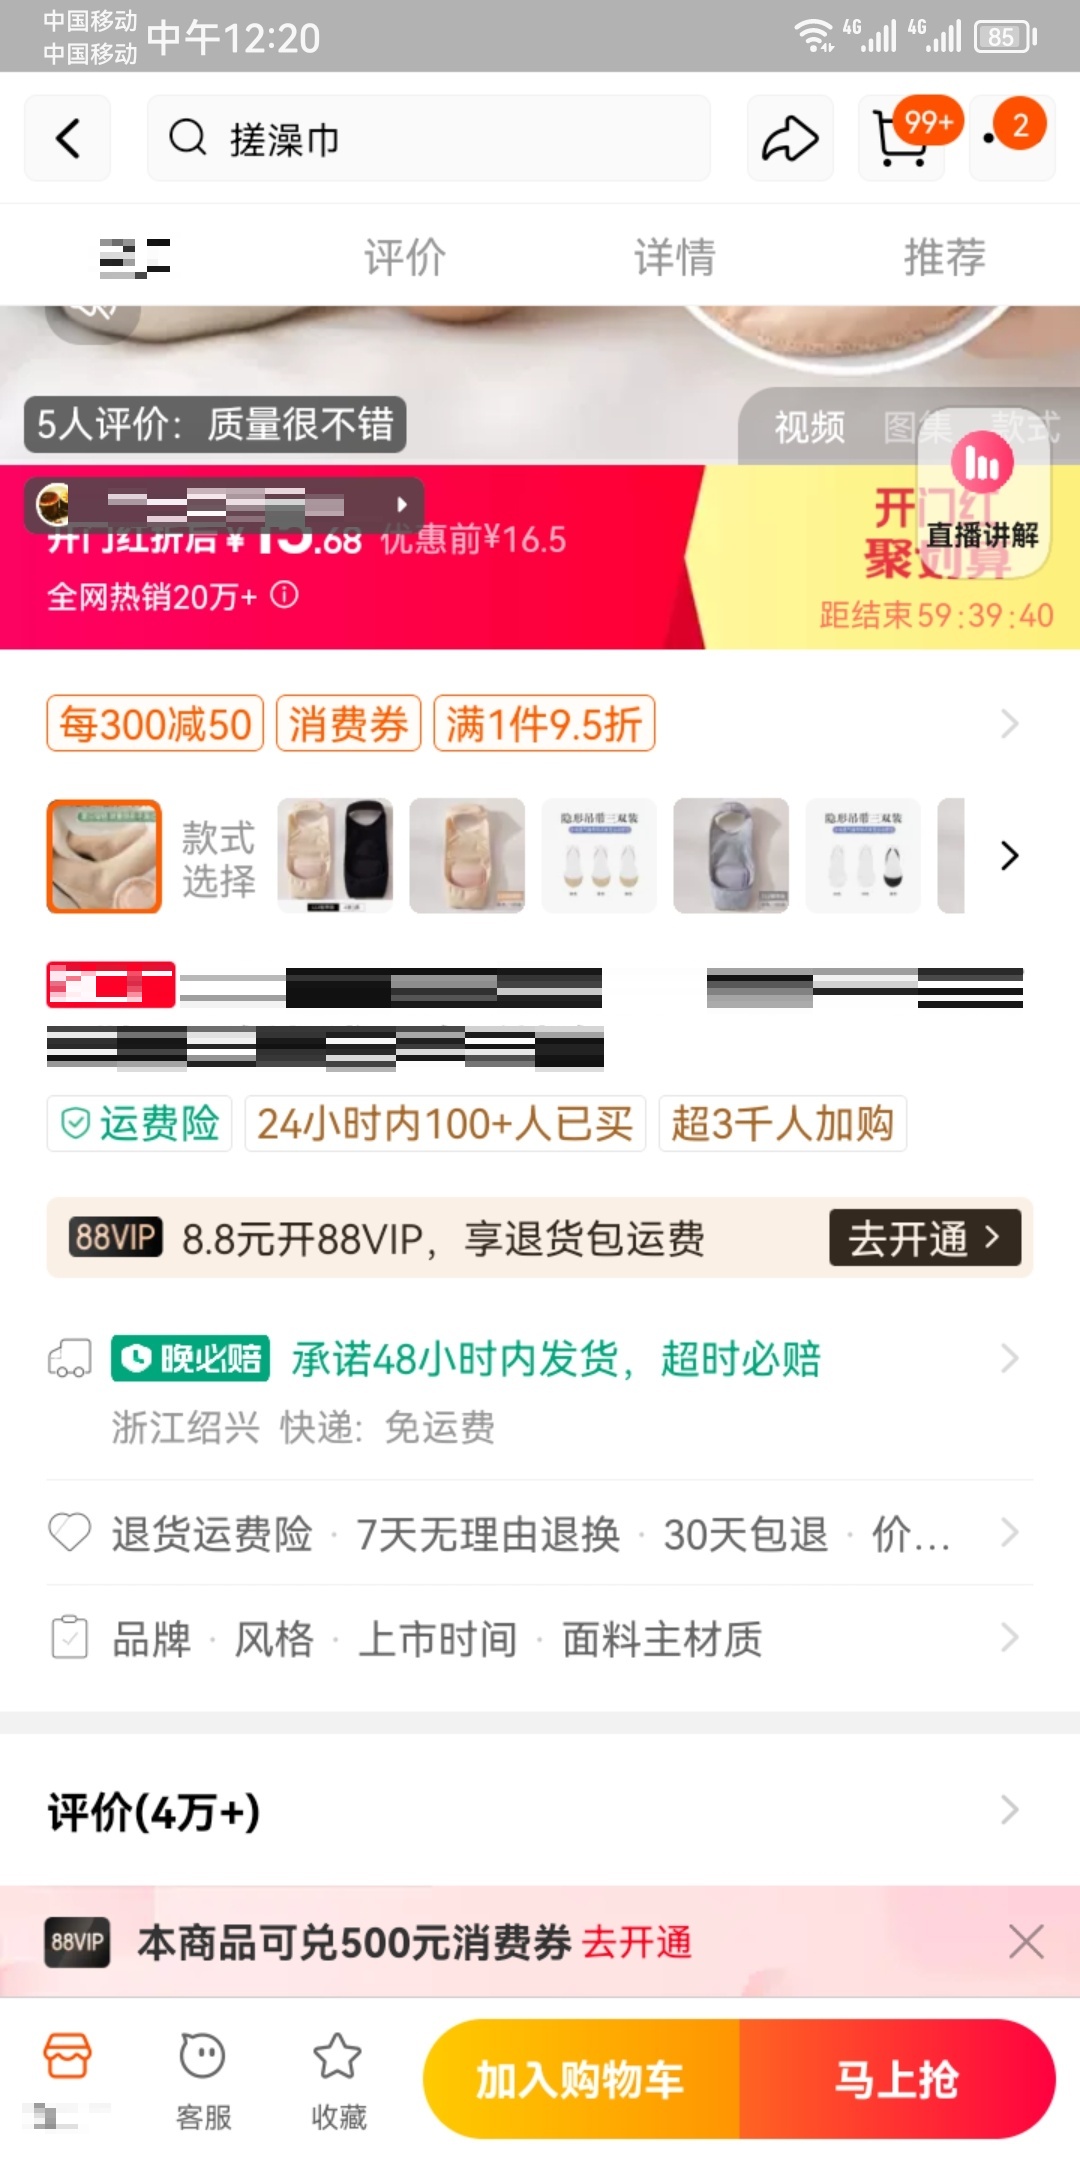 中国移动
中国移动
中午12:20
4G
4G
85
搓澡巾
99+
2
评价
详情
推荐
5人评价：质量很不错
视频
图集
款式
直播讲解
开门红折后¥15.68 优惠前¥16.5
全网热销20万+
开门红
聚划算
距结束59:39:40
每300减50
消费券
满1件9.5折
款式
选择
隐形吊带三双装
隐形吊带三双装
运费险
24小时内100+人已买
超3千人加购
88VIP 8.8元开88VIP，享退货包运费
去开通
晚必赔 承诺48小时内发货，超时必赔
浙江绍兴 快递: 免运费
退货运费险 · 7天无理由退换 · 30天包退 · 价...
品牌 · 风格 · 上市时间 · 面料主材质
评价(4万+)
88VIP 本商品可兑500元消费券 去开通
客服
收藏
加入购物车
马上抢